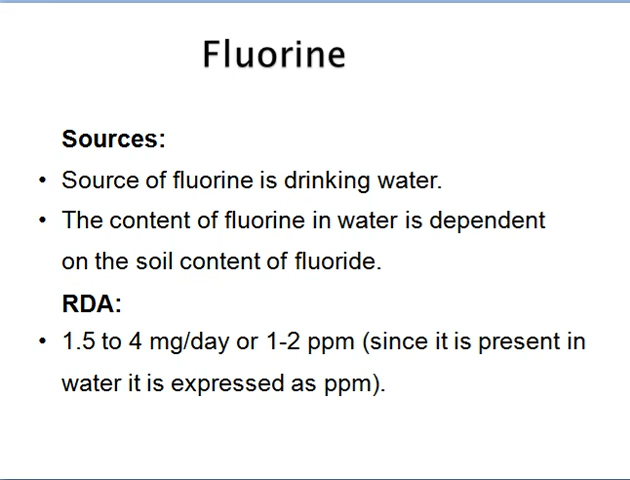 Fluorine
Sources:
• Source of fluorine is drinking water.
• The content of fluorine in water is dependent
on the soil content of fluoride.
RDA:
• 1.5 to 4 mg/day or 1-2 ppm (since it is present in
water it is expressed as ppm).